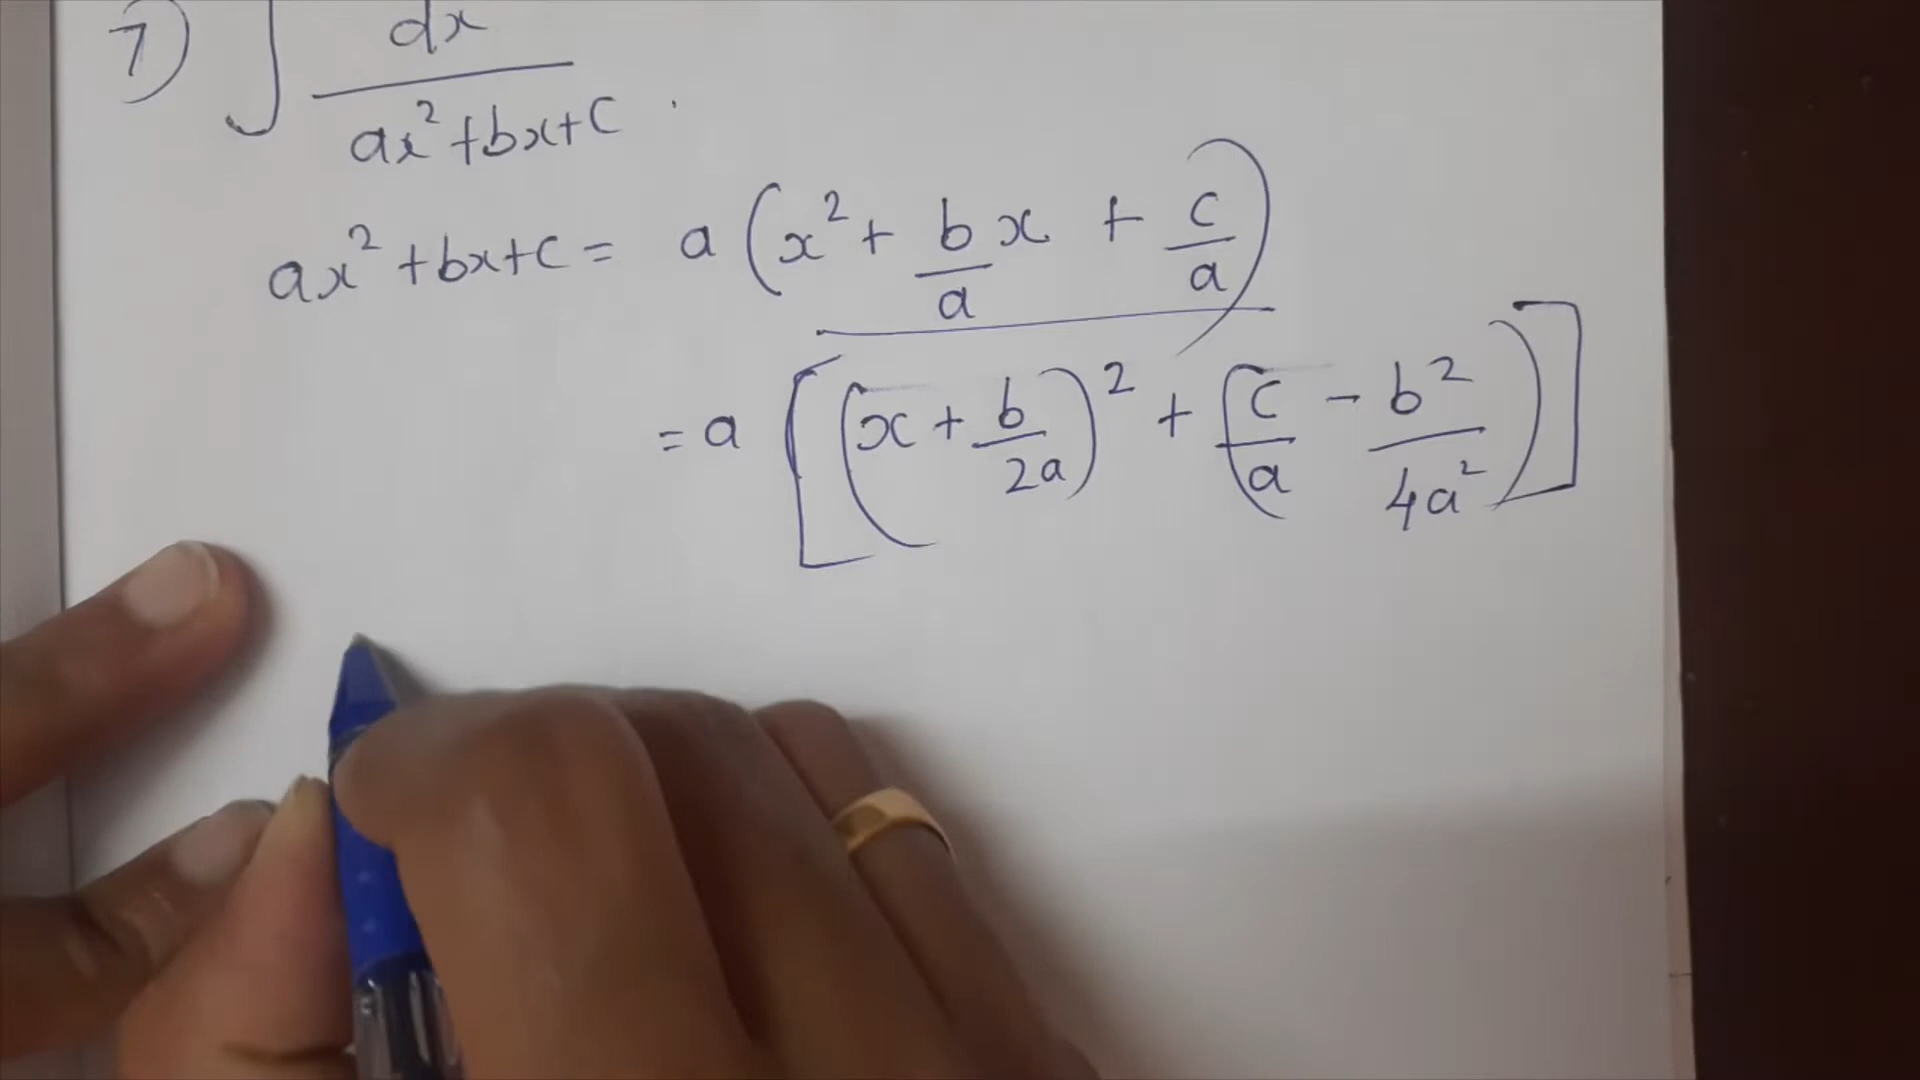 7) ∫ dx / (ax² + bx + c) .
ax² + bx + c = a (x² + b/a x + c/a)
= a [(x + b/2a)² + (c/a - b²/4a²)]